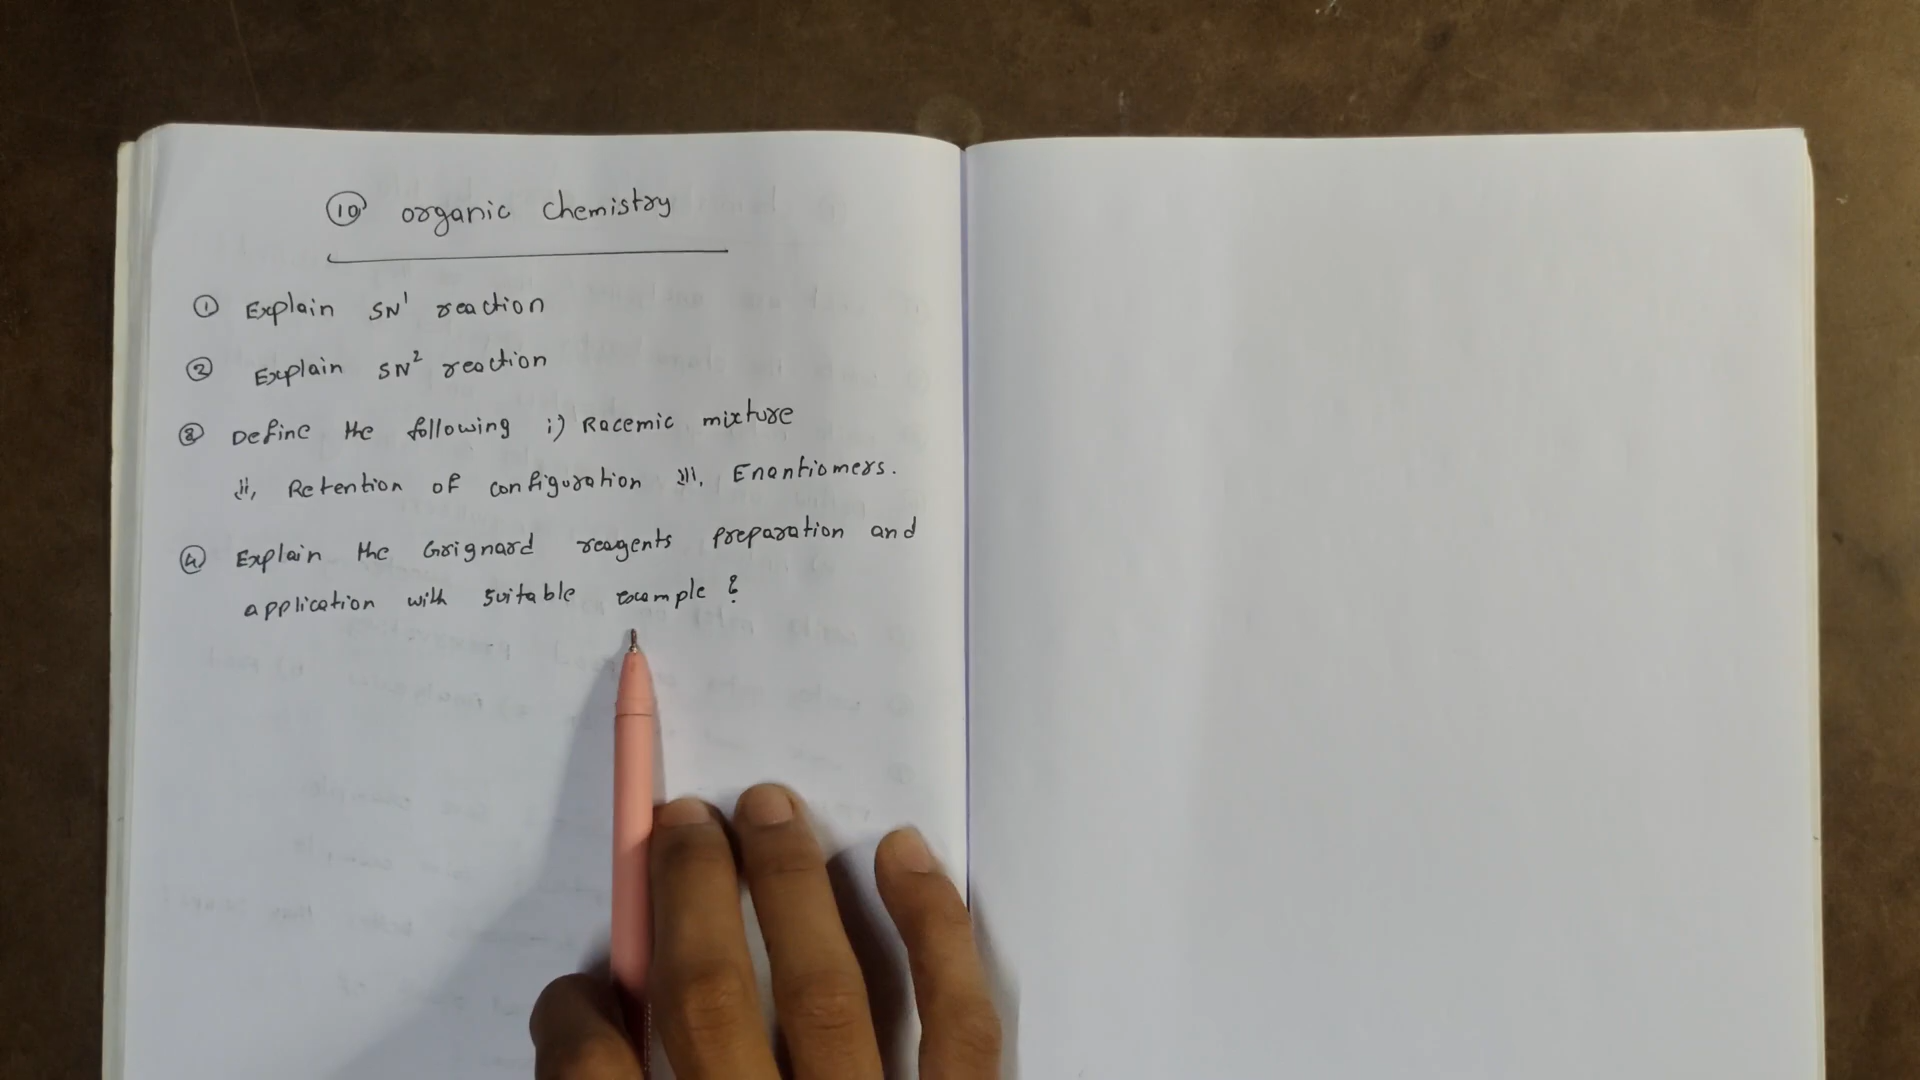 10 organic chemistry
1 Explain SN1 reaction
2 Explain SN2 reaction
3 Define the following i) Racemic mixture
ii, Retention of configuration iii, Enantiomers.
4 Explain the Grignard reagents preparation and
application with suitable example ?